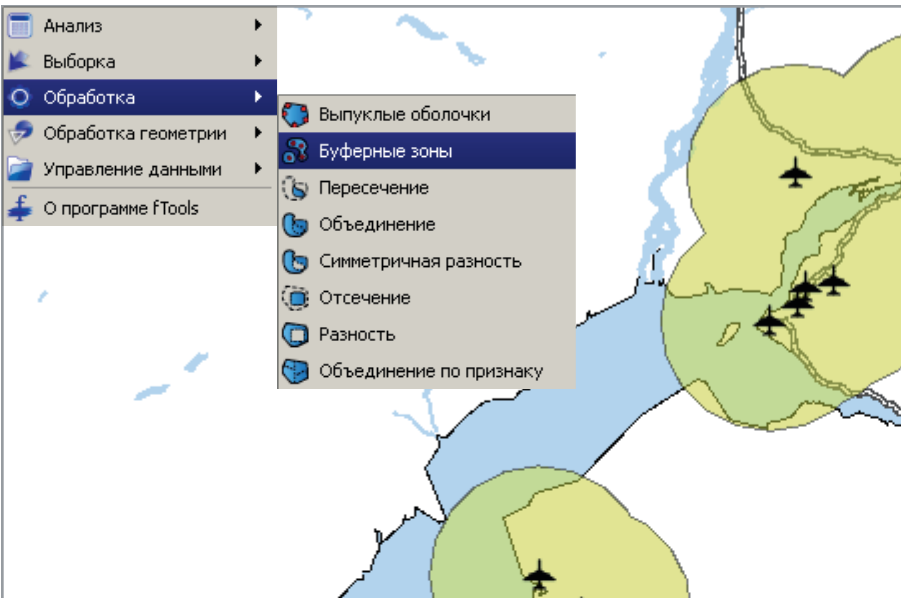 Анализ
Выборка
Обработка
Обработка геометрии
Управление данными
О программе fTools
Выпуклые оболочки
Буферные зоны
Пересечение
Объединение
Симметричная разность
Отсечение
Разность
Объединение по признаку